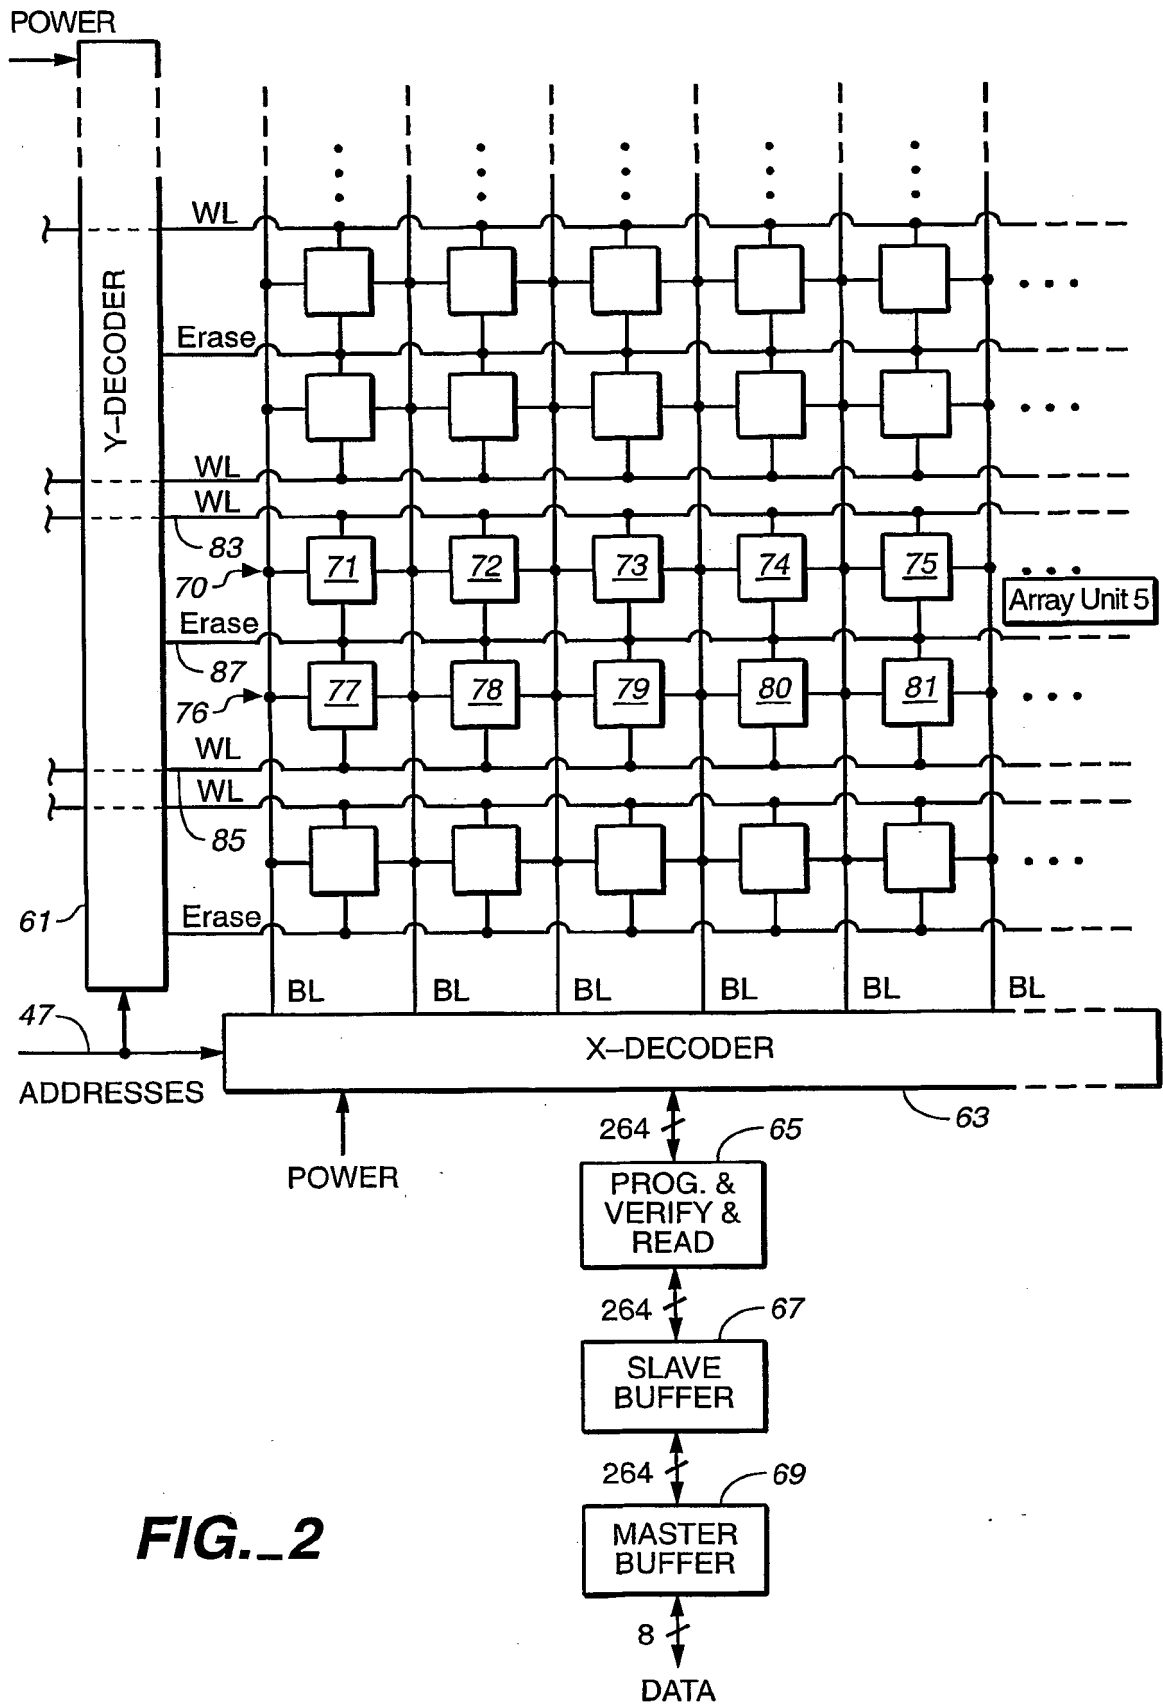 POWER
WL
Y-DECODER
Erase
WL
WL
83
70
71
72
73
74
75
Array Unit 5
Erase
87
76
77
78
79
80
81
WL
WL
85
61
Erase
BL
BL
BL
BL
BL
BL
47
X-DECODER
ADDRESSES
63
POWER
264
65
PROG. &
VERIFY &
READ
264
67
SLAVE
BUFFER
264
69
MASTER
BUFFER
FIG._2
8
DATA